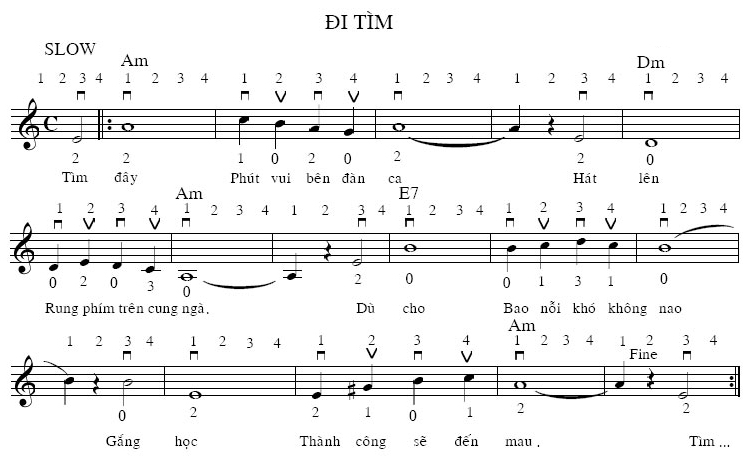 ĐI TÌM
SLOW
Am Dm
1 2 3 4 1 2 3 4 1 2 3 4 1 2 3 4 1 2 3 4 1 2 3 4
2 2 1 0 2 0 2 2 0
Tìm đây Phút vui bên đàn ca Hát lên
Am E7
1 2 3 4 1 2 3 4 1 2 3 4 1 2 3 4 1 2 3 4 1 2 3 4
0 2 0 3 0 2 0 0 1 3 1 0
Rung phím trên cung ngà. Dù cho Bao nỗi khó không nao
Am
1 2 3 4 1 2 3 4 1 2 3 4 1 2 3 4 1 2 3 4
Fine
0 2 2 1 0 1 2 2
Gắng học Thành công sẽ đến mau. Tìm ...